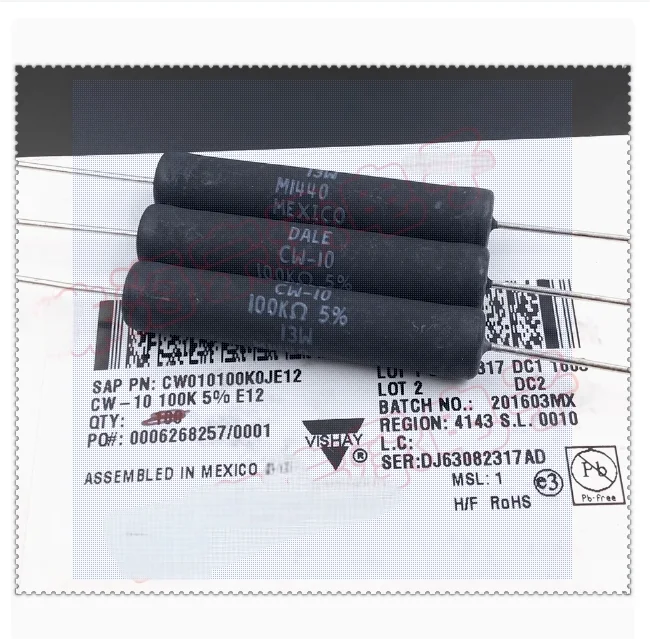 13W
M1440
MEXICO
DALE
CW-10
100KΩ 5%
CW-10
100KΩ 5%
13W
SAP PN: CW010100K0JE12
CW-10 100K 5% E12
QTY:
PO#: 0006268257/0001
ASSEMBLED IN MEXICO
VISHAY
®
317 DC1
LOT 2 DC2
BATCH NO.: 201603MX
REGION: 4143 S.L. 0010
L.C:
SER:DJ63082317AD
MSL: 1
e3
H/F RoHS
Pb
Pb-Free